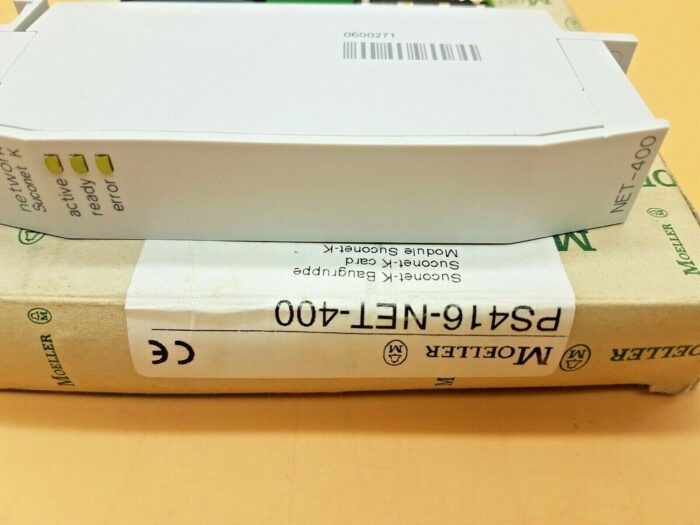 0600271
network
Suconet K
active
ready
error
NET-400
MOELLER
PS416-NET-400
Suconet-K Baugruppe
Suconet-K card
Module Suconet-K
CE
MOELLER
MOELLER
MOELLER